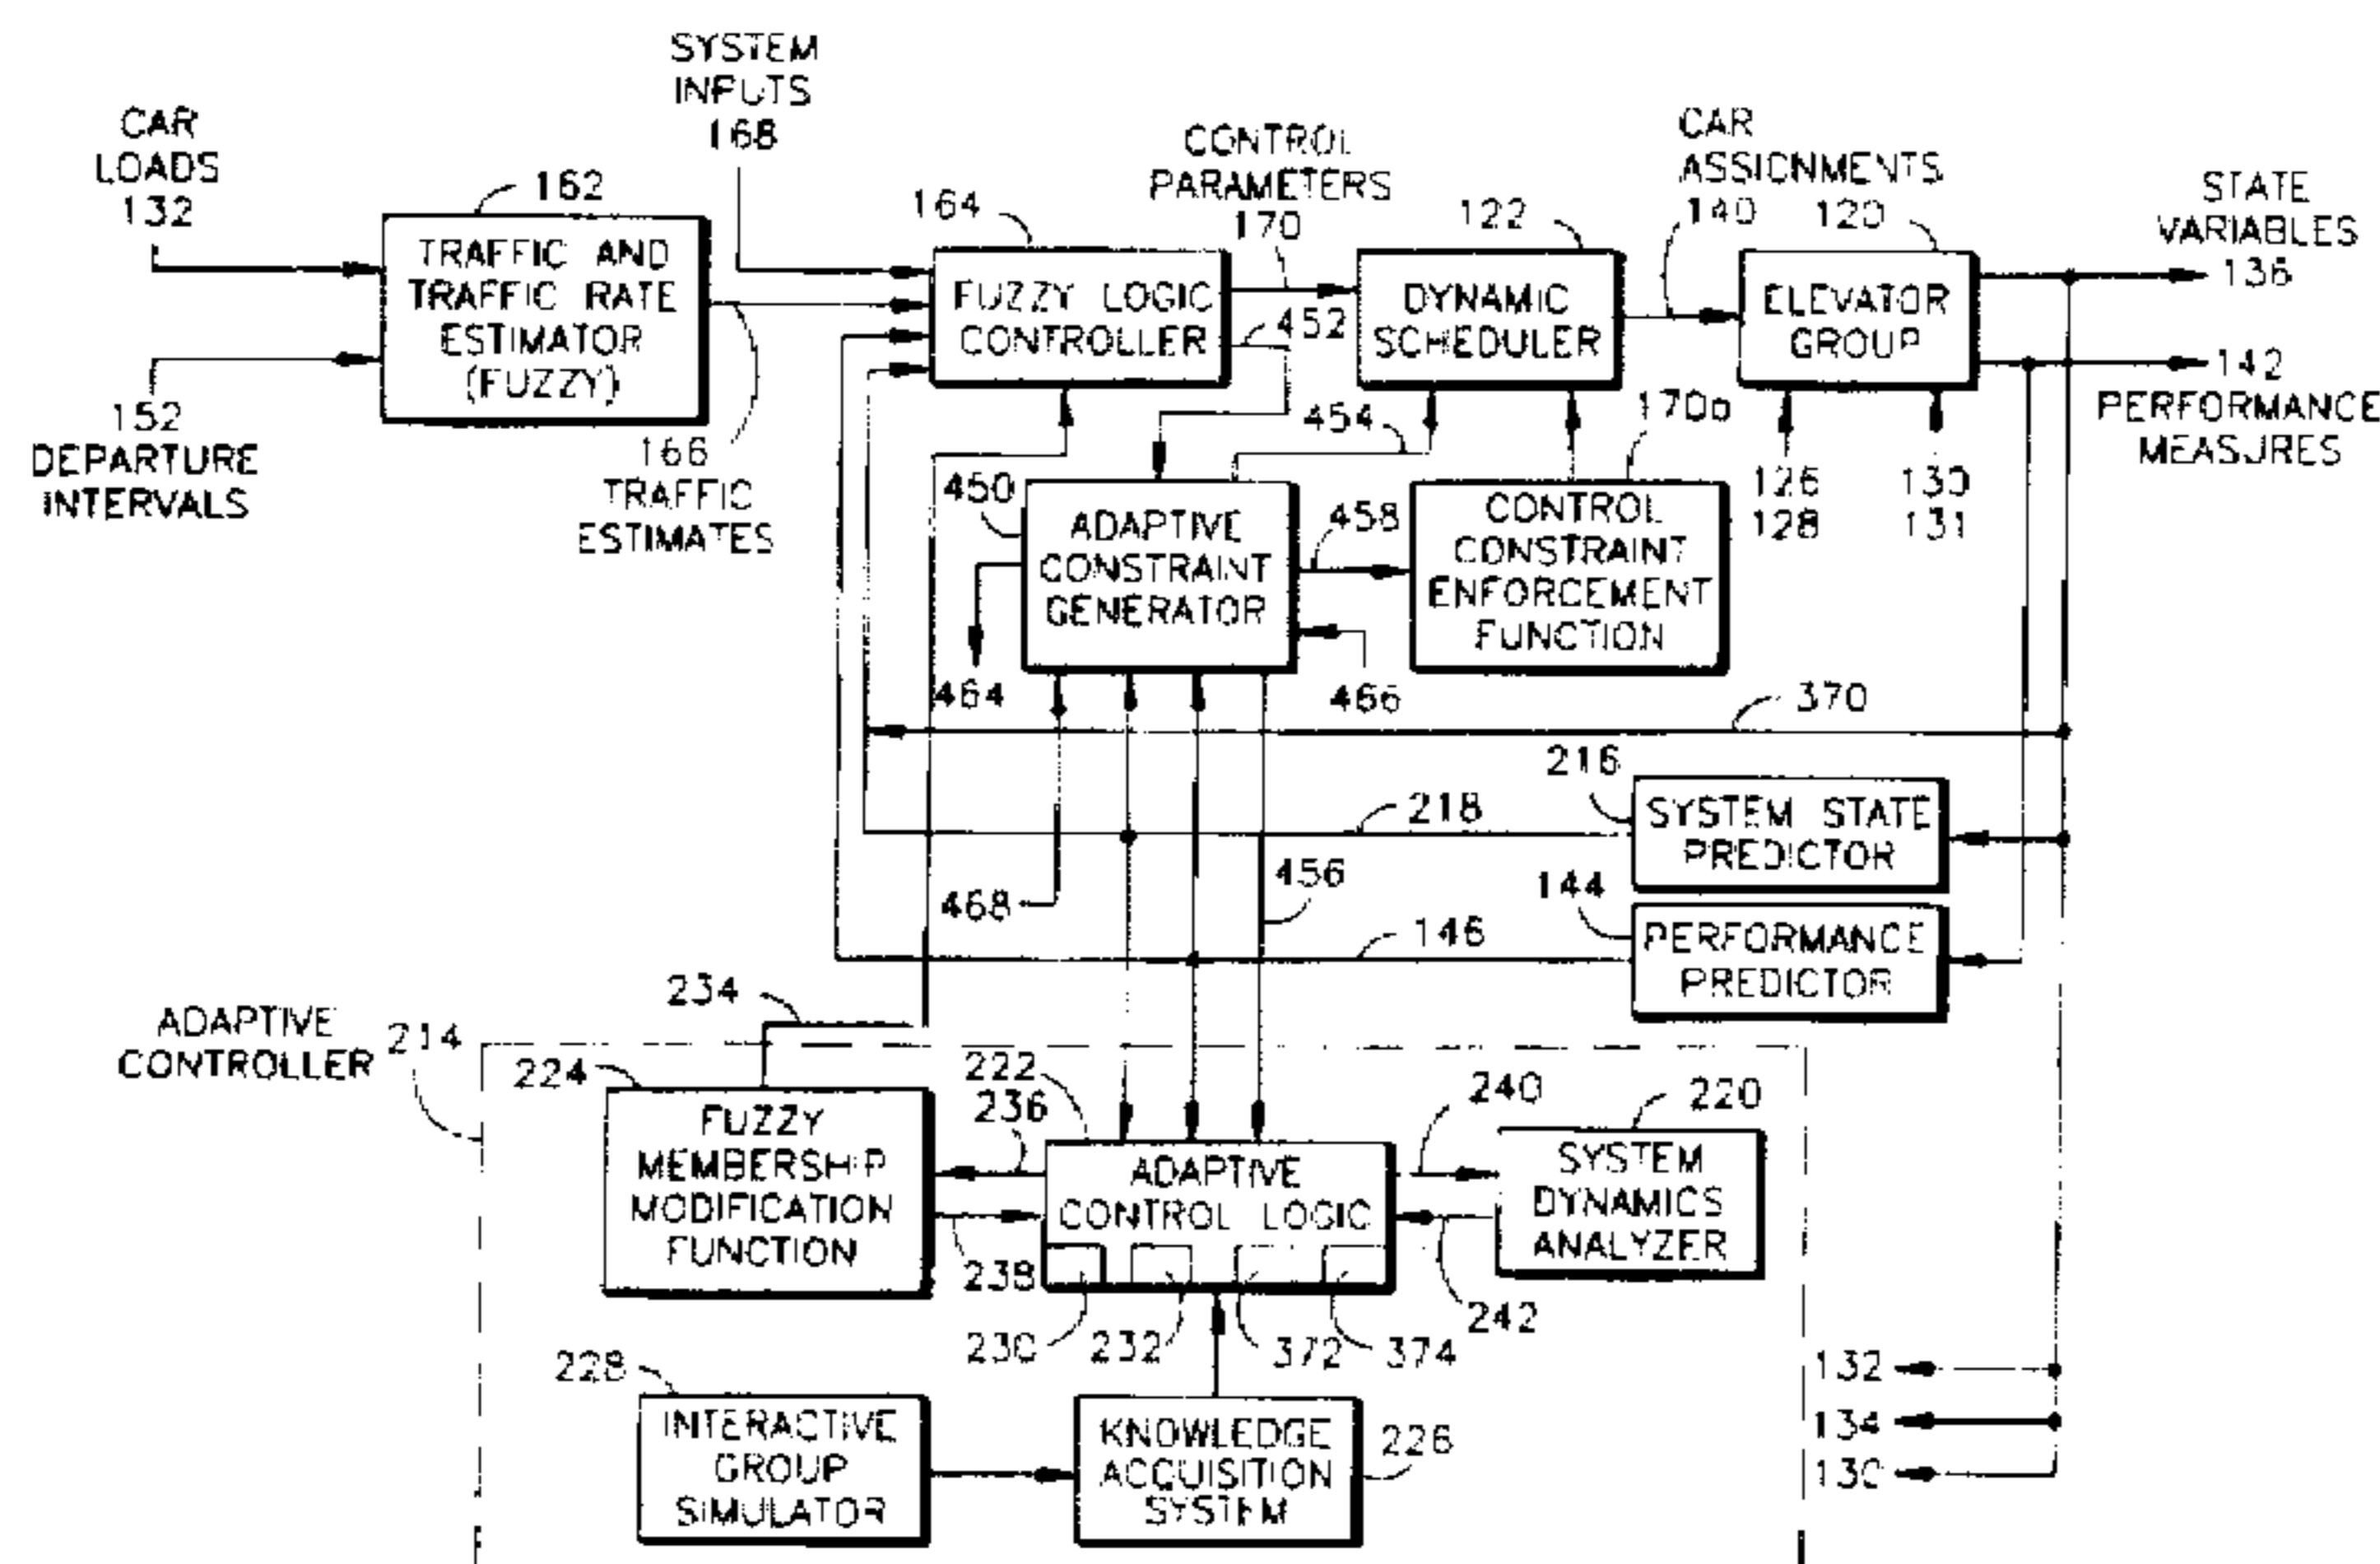 SYSTEM
INPUTS
168
CAR
LOADS
132
162
TRAFFIC AND
TRAFFIC RATE
ESTIMATOR
(FUZZY)
152
DEPARTURE
INTERVALS
166
TRAFFIC
ESTIMATES
164
FUZZY LOGIC
CONTROLLER
CONTROL
PARAMETERS
170
452
122
DYNAMIC
SCHEDULER
CAR
ASSIGNMENTS
140
120
ELEVATOR
GROUP
STATE
VARIABLES
136
142
PERFORMANCE
MEASURES
126
128
130
131
454
450
ADAPTIVE
CONSTRAINT
GENERATOR
458
CONTROL
CONSTRAINT
ENFORCEMENT
FUNCTION
464
466
370
216
SYSTEM STATE
PREDICTOR
218
468
456
144
PERFORMANCE
PREDICTOR
146
234
ADAPTIVE
CONTROLLER
214
224
FUZZY
MEMBERSHIP
MODIFICATION
FUNCTION
222
236
238
ADAPTIVE
CONTROL LOGIC
240
220
SYSTEM
DYNAMICS
ANALYZER
242
230
232
372
374
228
INTERACTIVE
GROUP
SIMULATOR
KNOWLEDGE
ACQUISITION
SYSTEM
226
132
134
130